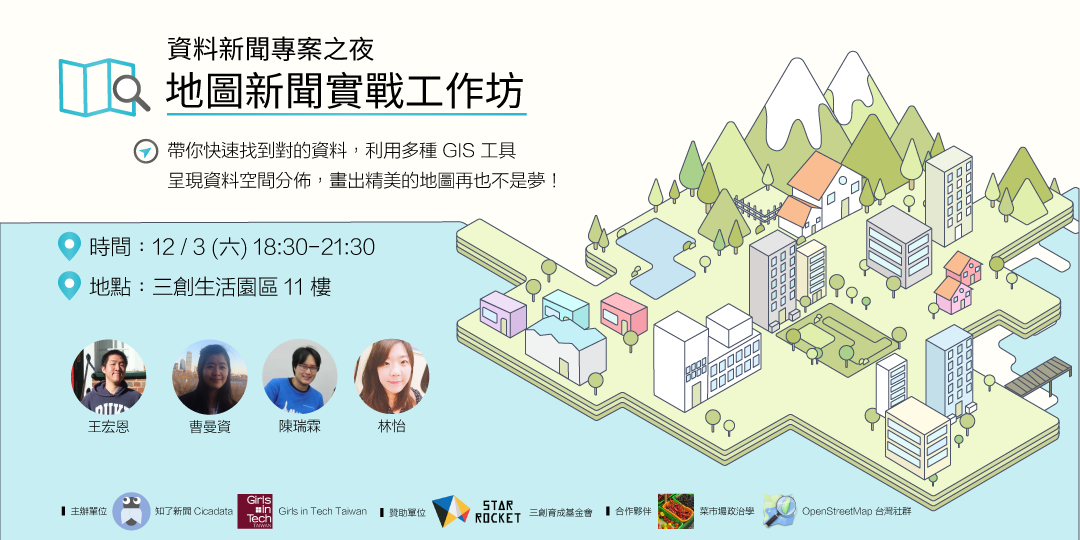 資料新聞專案之夜
地圖新聞實戰工作坊
帶你快速找到對的資料，利用多種 GIS 工具
呈現資料空間分佈，畫出精美的地圖再也不是夢！
時間：12 / 3 (六) 18:30-21:30
地點：三創生活園區 11 樓
王宏恩 曹曼資 陳瑞霖 林怡
主辦單位 知了新聞 Cicadata Girls in Tech TAIWAN Girls in Tech Taiwan 贊助單位 STAR ROCKET 三創育成基金會 合作夥伴 菜市場政治學 OpenStreetMap 台灣社群